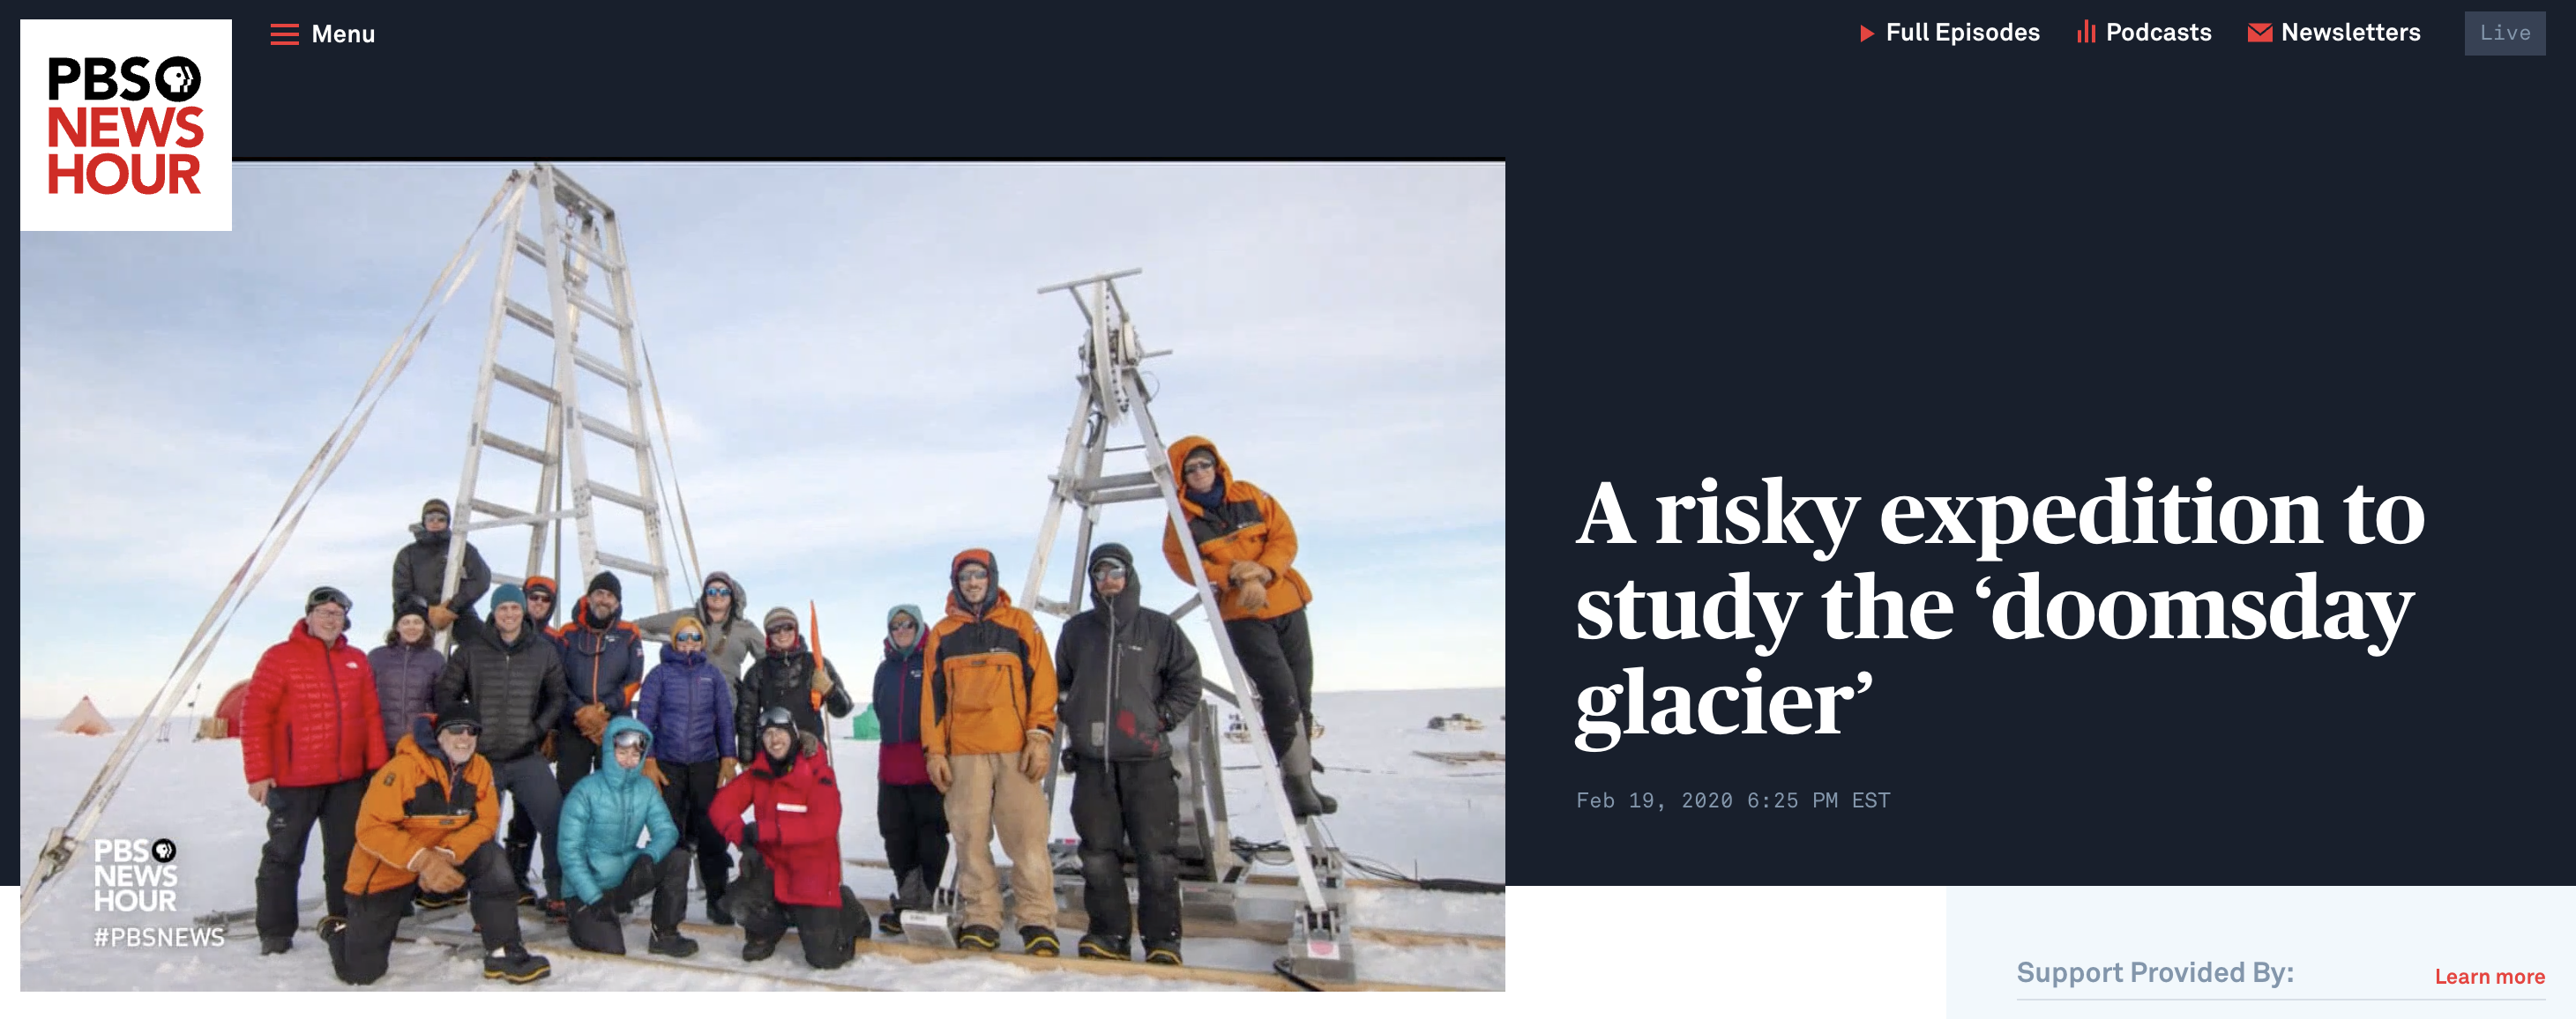 PBS
NEWS
HOUR
Menu
Full Episodes
Podcasts
Newsletters
Live
A risky expedition to
study the ‘doomsday
glacier’
Feb 19, 2020 6:25 PM EST
PBS
NEWS
HOUR
#PBSNEWS
Support Provided By:
Learn more